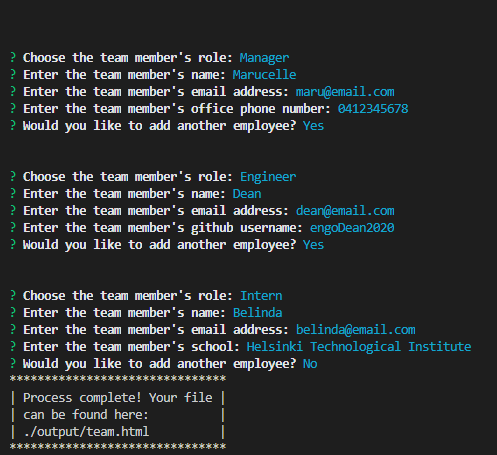 ? Choose the team member's role: Manager
? Enter the team member's name: Marucelle
? Enter the team member's email address: maru@email.com
? Enter the team member's office phone number: 0412345678
? Would you like to add another employee? Yes
? Choose the team member's role: Engineer
? Enter the team member's name: Dean
? Enter the team member's email address: dean@email.com
? Enter the team member's github username: engoDean2020
? Would you like to add another employee? Yes
? Choose the team member's role: Intern
? Enter the team member's name: Belinda
? Enter the team member's email address: belinda@email.com
? Enter the team member's school: Helsinki Technological Institute
? Would you like to add another employee? No
*******************************
| Process complete! Your file |
| can be found here:          |
| ./output/team.html          |
*******************************